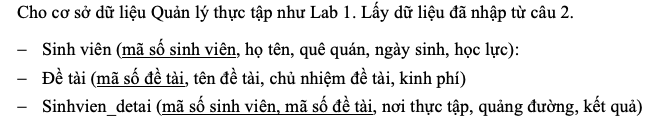 Cho cơ sở dữ liệu Quản lý thực tập như Lab 1. Lấy dữ liệu đã nhập từ câu 2.
– Sinh viên (mã số sinh viên, họ tên, quê quán, ngày sinh, học lực):
– Đề tài (mã số đề tài, tên đề tài, chủ nhiệm đề tài, kinh phí)
– Sinhvien_detai (mã số sinh viên, mã số đề tài, nơi thực tập, quảng đường, kết quả)